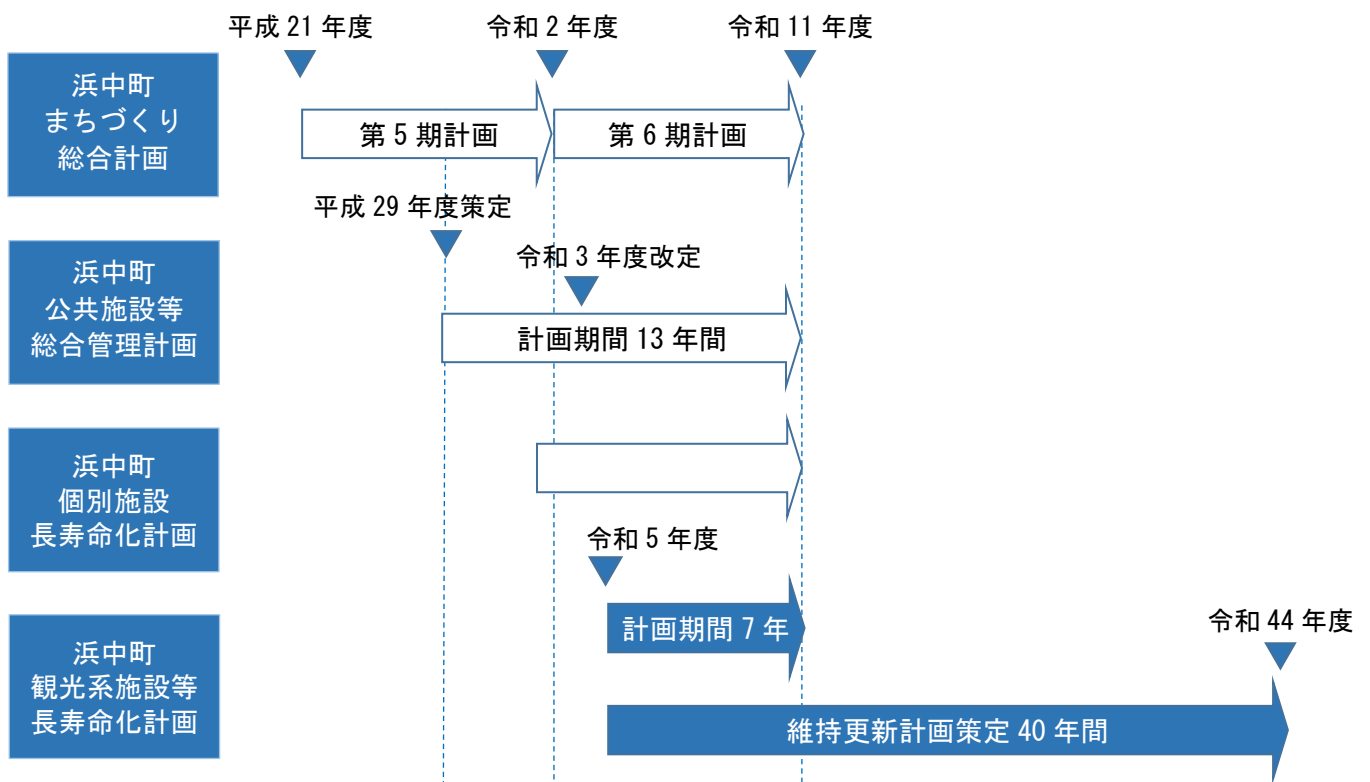 平成 21 年度
令和 2 年度
令和 11 年度
浜中町
まちづくり
総合計画
第 5 期計画
第 6 期計画
平成 29 年度策定
令和 3 年度改定
浜中町
公共施設等
総合管理計画
計画期間 13 年間
浜中町
個別施設
長寿命化計画
令和 5 年度
計画期間 7 年
令和 44 年度
浜中町
観光系施設等
長寿命化計画
維持更新計画策定 40 年間